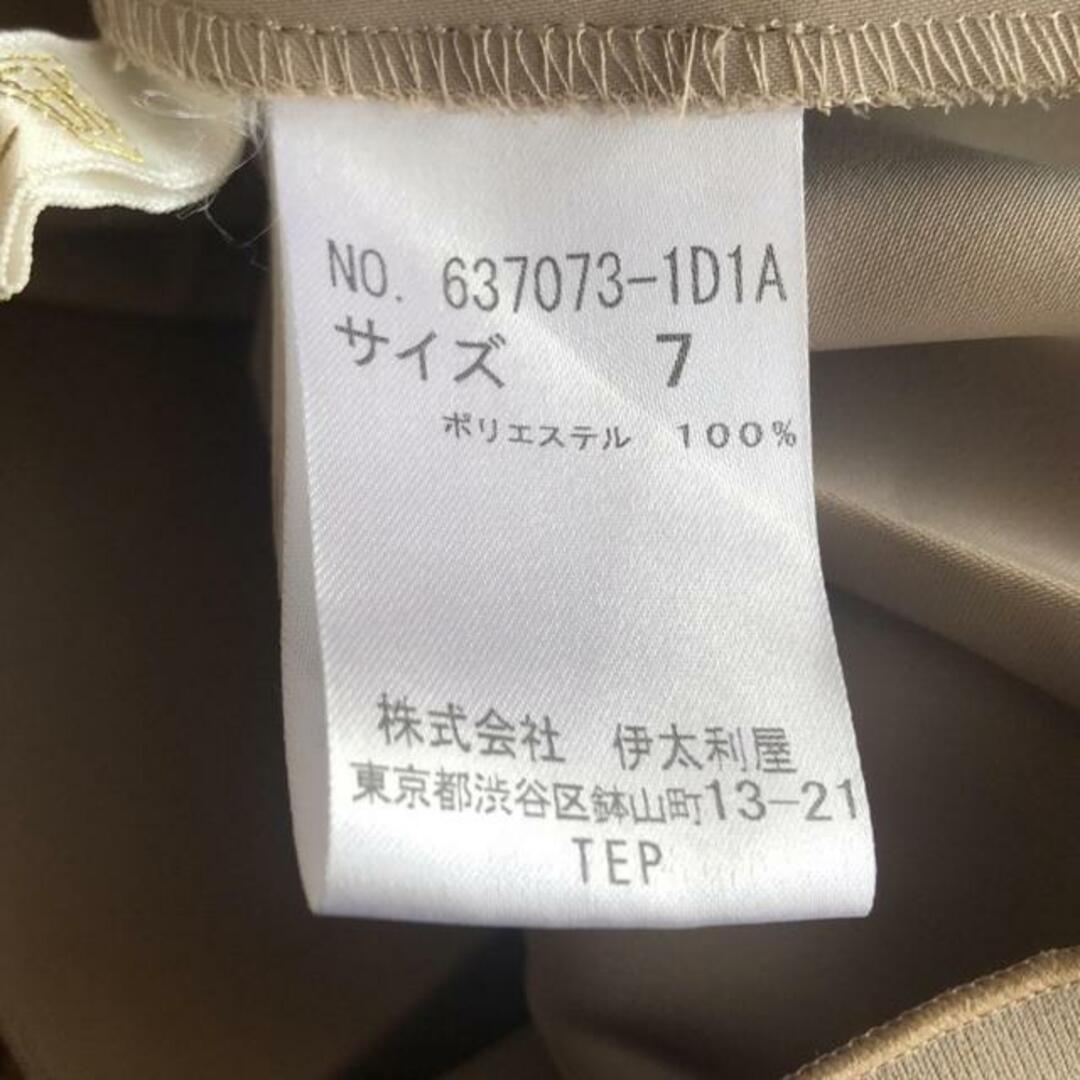 NO. 637073-1D1A
サイズ 7
ポリエステル 100%
株式会社 伊太利屋
東京都渋谷区鉢山町13-21
TEP